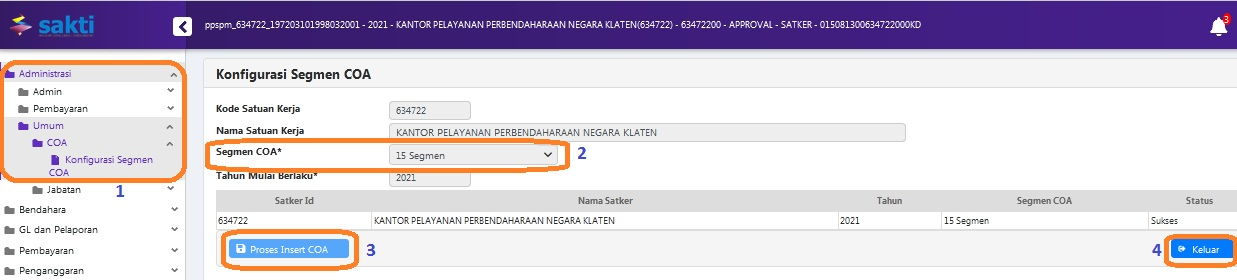 sakti
ppspm_634722_197203101998032001 - 2021 - KANTOR PELAYANAN PERBENDAHARAAN NEGARA KLATEN(634722) - 63472200 - APPROVAL - SATKER - 015081300634722000KD
3
Administrasi
Admin
Pembayaran
Umum
COA
Konfigurasi Segmen
COA
1
Jabatan
Bendahara
GL dan Pelaporan
Pembayaran
Penganggaran
Konfigurasi Segmen COA
Kode Satuan Kerja 634722
Nama Satuan Kerja KANTOR PELAYANAN PERBENDAHARAAN NEGARA KLATEN
Segmen COA* 15 Segmen 2
Tahun Mulai Berlaku* 2021
Satker Id Nama Satker Tahun Segmen COA Status
634722 KANTOR PELAYANAN PERBENDAHARAAN NEGARA KLATEN 2021 15 Segmen Sukses
Proses Insert COA 3 4 Keluar